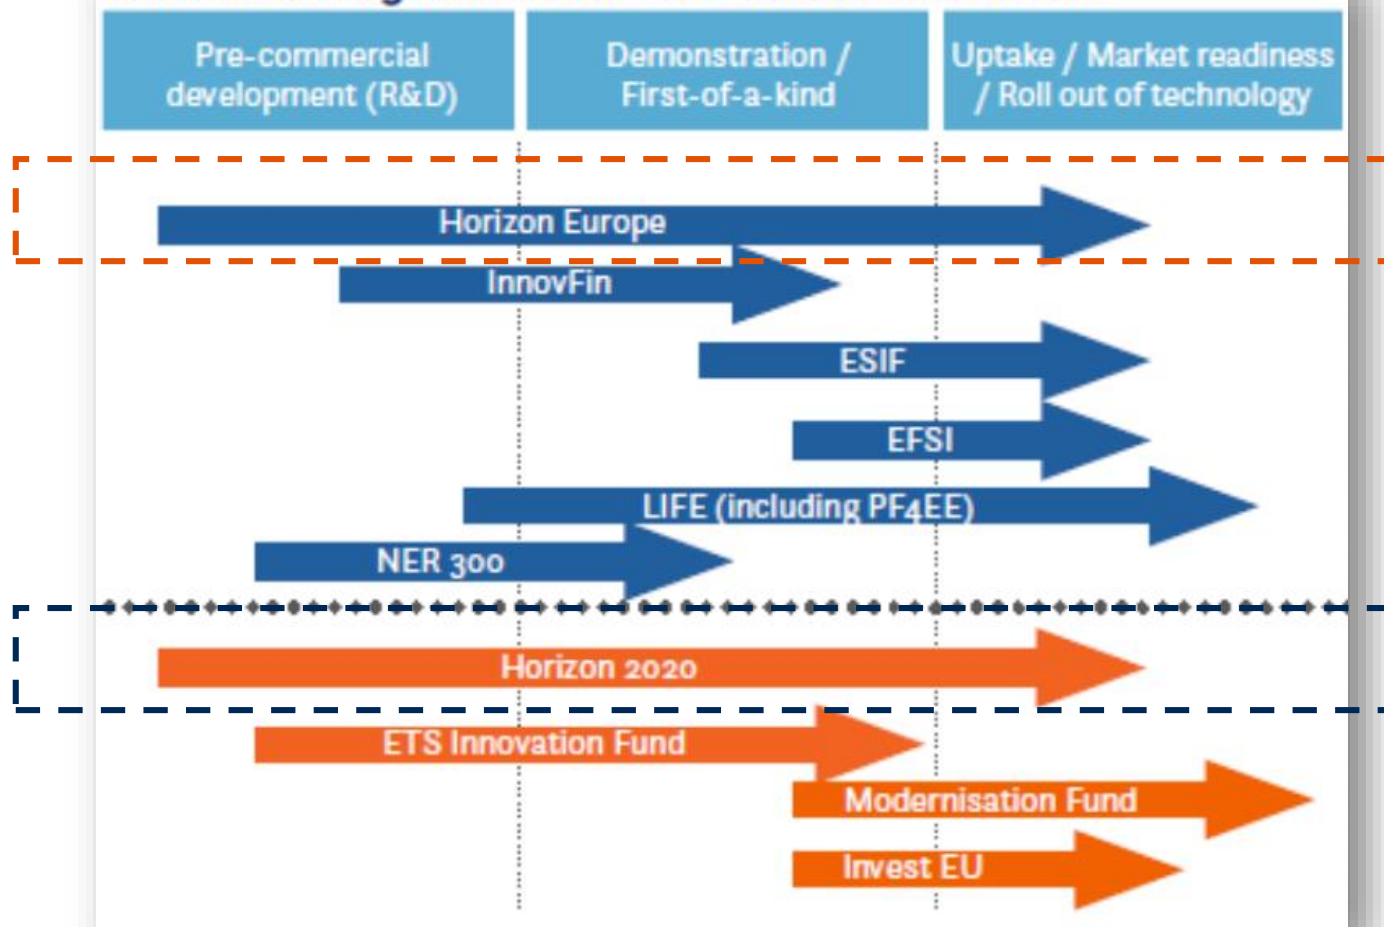 Pre-commercial
development (R&D)
Demonstration /
First-of-a-kind
Uptake / Market readiness
/ Roll out of technology
Horizon Europe
InnovFin
ESIF
EFSI
LIFE (including PF4EE)
NER 300
Horizon 2020
ETS Innovation Fund
Modernisation Fund
Invest EU